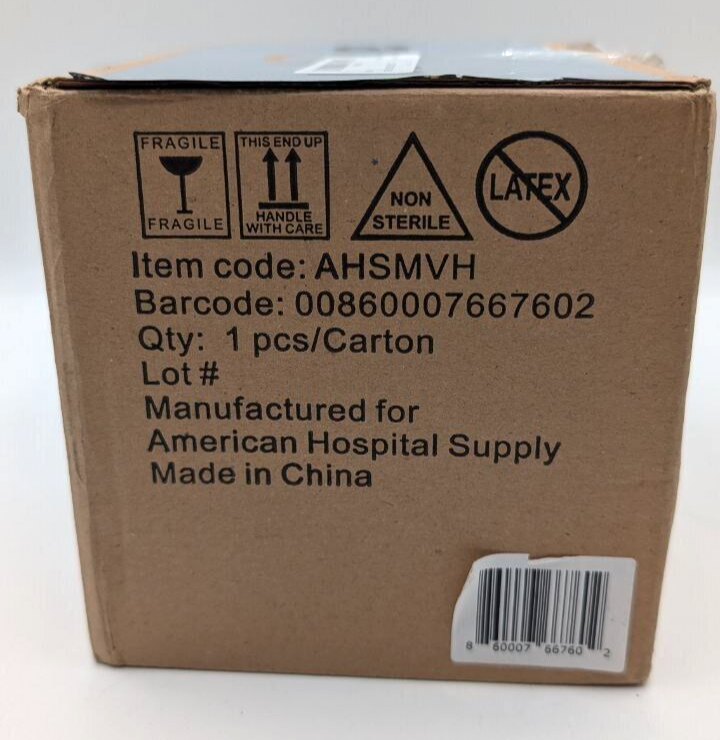 FRAGILE
FRAGILE
THIS END UP
HANDLE
WITH CARE
NON
STERILE
LATEX
Item code: AHSMVH
Barcode: 00860007667602
Qty: 1 pcs/Carton
Lot #
Manufactured for
American Hospital Supply
Made in China
8 60007 66760 2